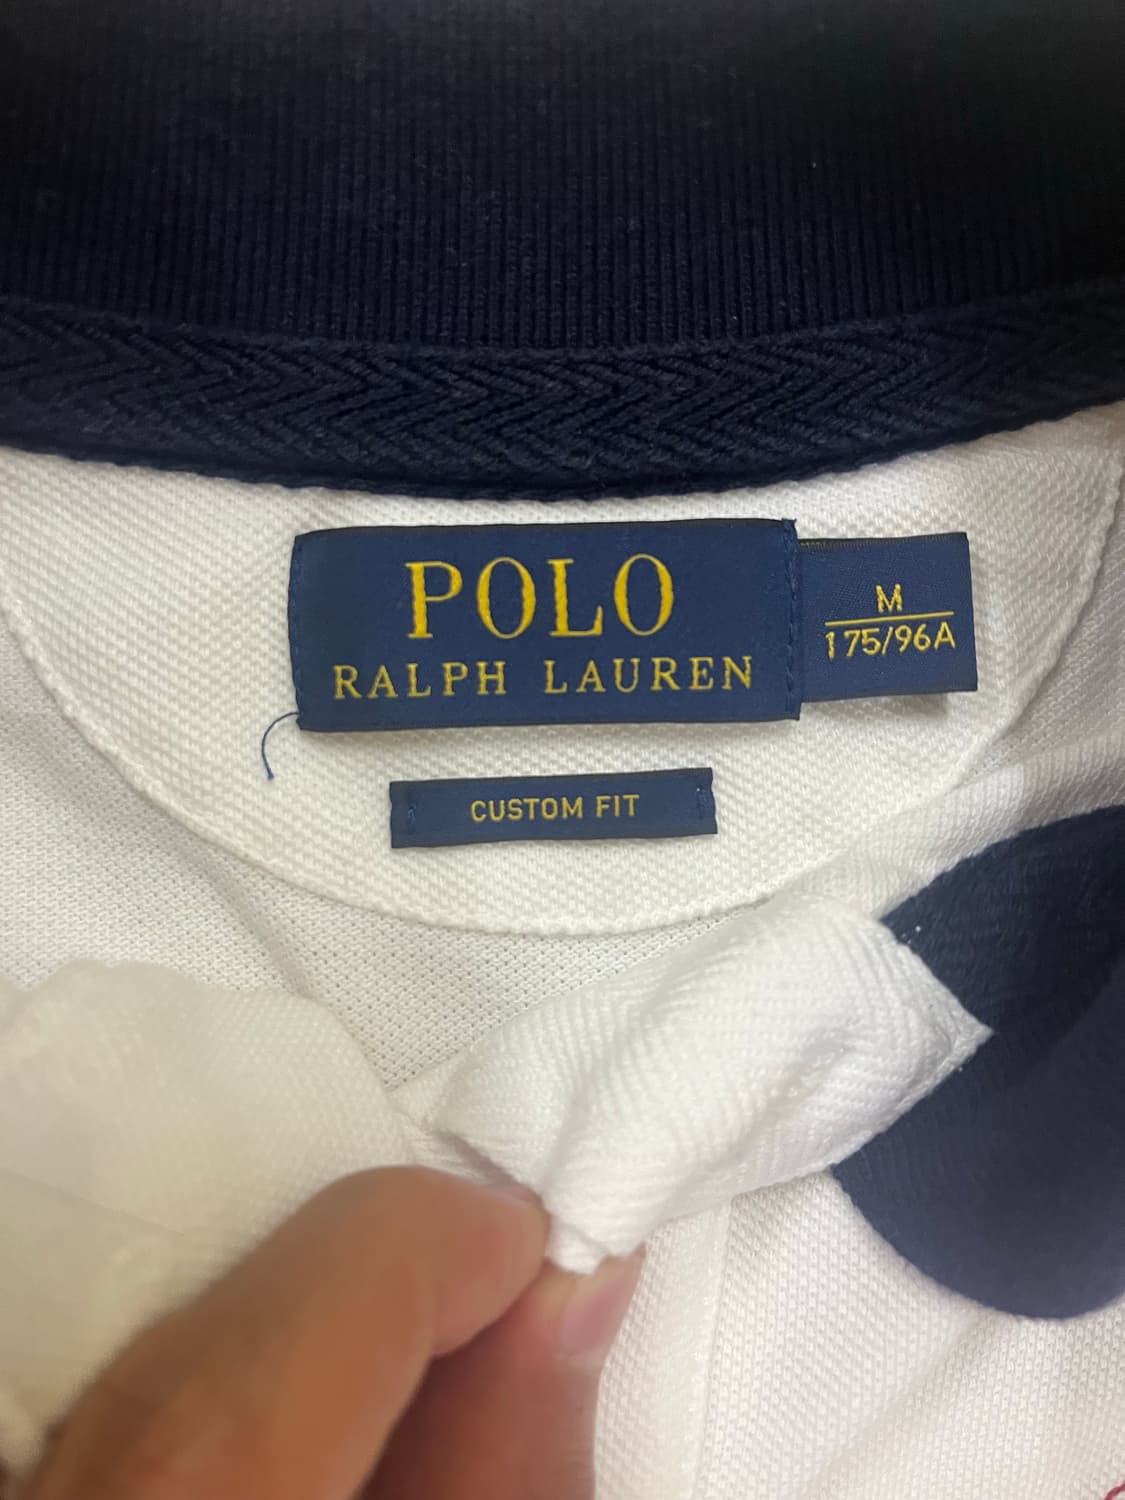 POLO
RALPH LAUREN
M
175/96A
CUSTOM FIT